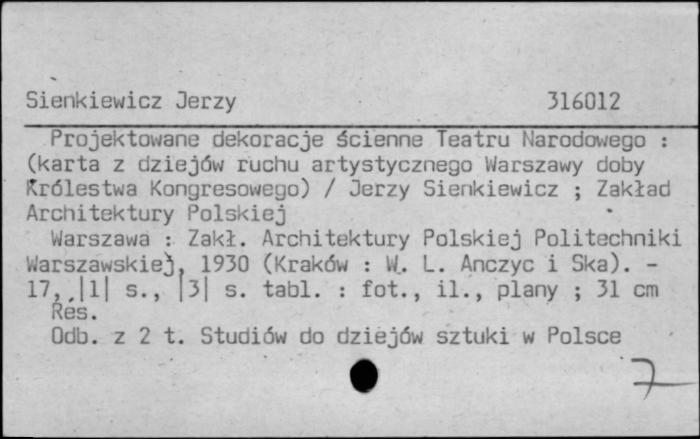 Sienkiewicz Jerzy 316012
Projektowane dekoracje ścienne Teatru Narodowego :
(karta z dziejów ruchu artystycznego Warszawy doby
Królestwa Kongresowego) / Jerzy Sienkiewicz ; Zakład
Architektury Polskiej
Warszawa : Zakł. Architektury Polskiej Politechniki
Warszawskiej, 1930 (Kraków : W. L. Anczyc i Ska). -
17, |1| s., |3| s. tabl. : fot., il., plany ; 31 cm
Rés.
Odb. z 2 t. Studiów do dziejów sztuki w Polsce
7